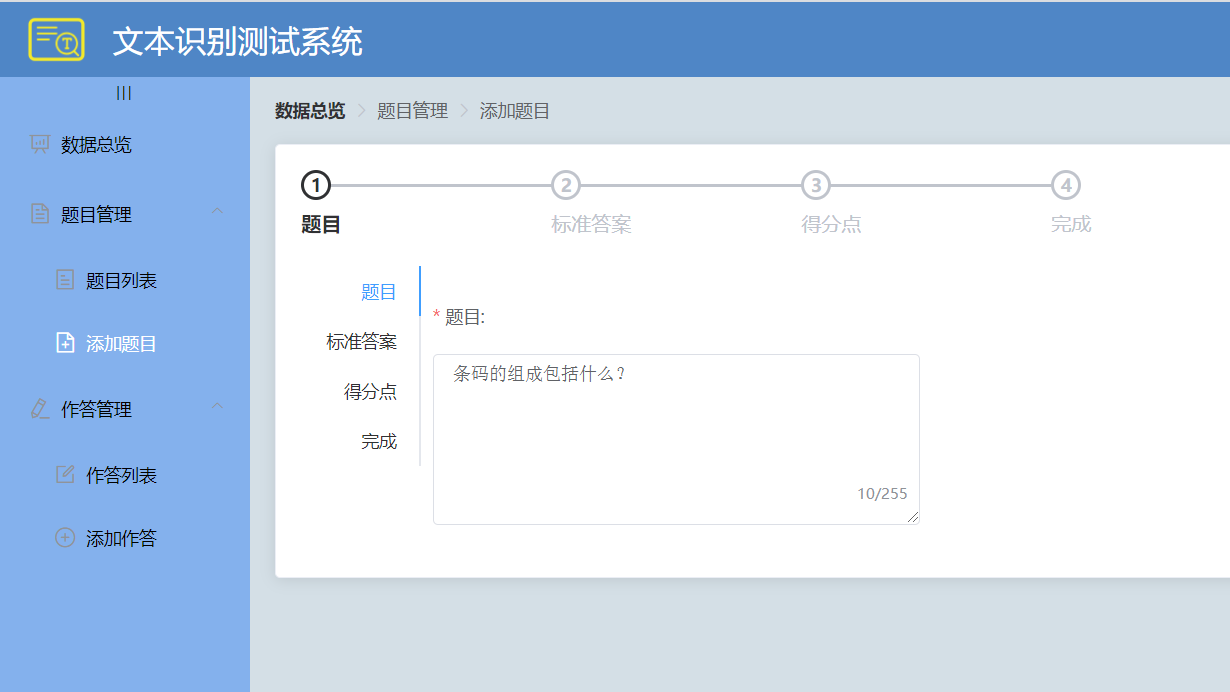 文本识别测试系统
数据总览
题目管理
题目列表
添加题目
作答管理
作答列表
添加作答
数据总览 > 题目管理 > 添加题目
1 2 3 4
题目 标准答案 得分点 完成
题目
标准答案
得分点
完成
* 题目:
条码的组成包括什么?
10/255